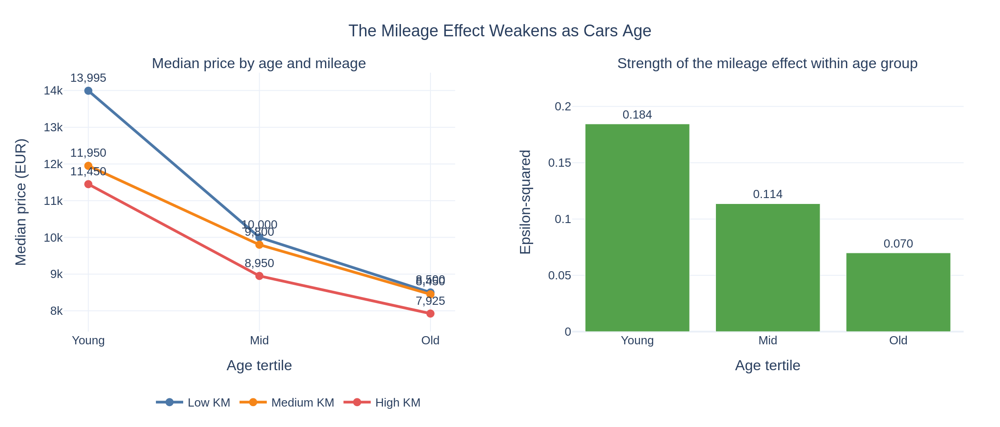 The Mileage Effect Weakens as Cars Age
Median price by age and mileage
Median price (EUR)
14k
13k
12k
11k
10k
9k
8k
13,995
11,950
11,450
10,000
9,800
8,950
8,500
8,450
7,925
Young
Mid
Old
Age tertile
Low KM
Medium KM
High KM
Strength of the mileage effect within age group
Epsilon-squared
0.2
0.15
0.1
0.05
0
0.184
0.114
0.070
Young
Mid
Old
Age tertile